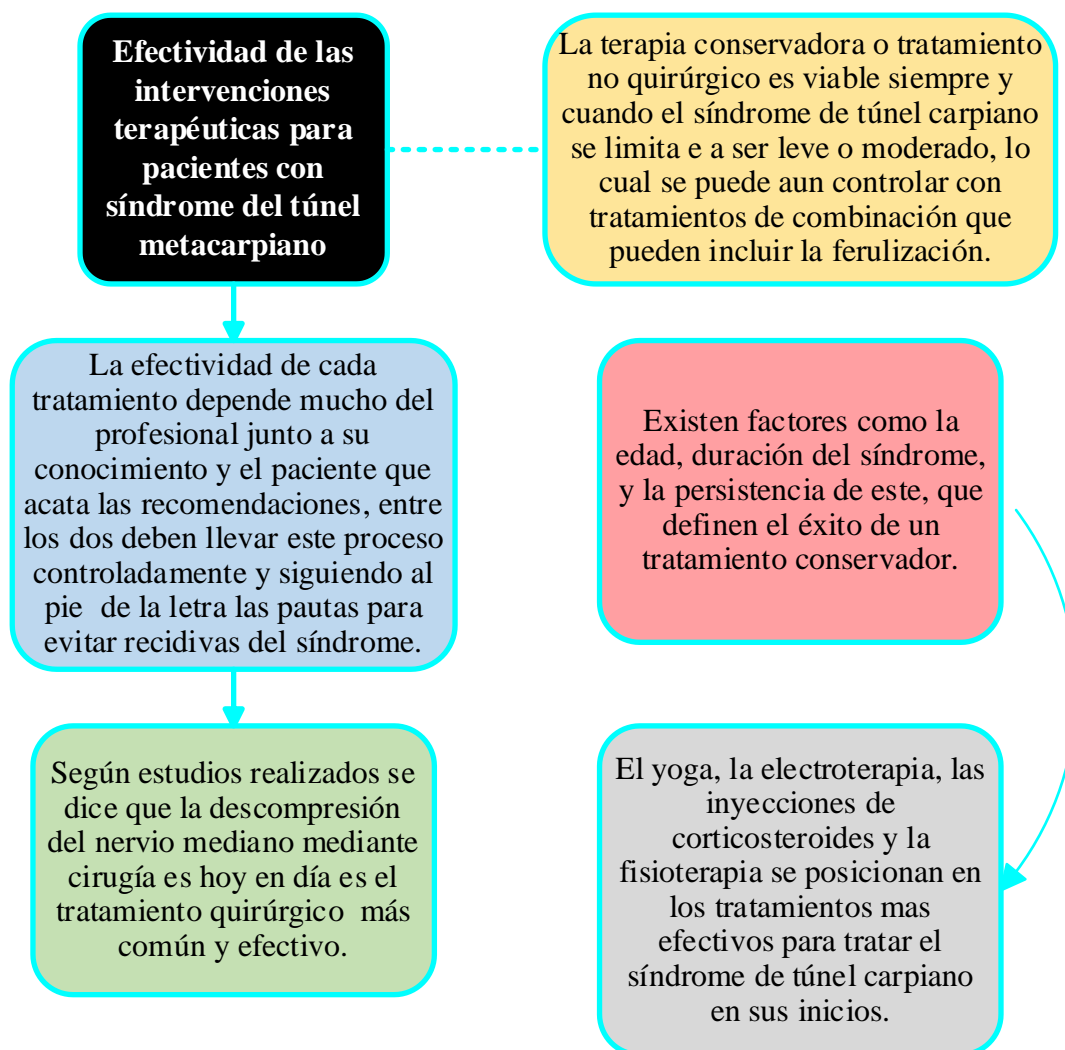 Efectividad de las
intervenciones
terapéuticas para
pacientes con
síndrome del túnel
metacarpiano
La terapia conservadora o tratamiento
no quirúrgico es viable siempre y
cuando el síndrome de túnel carpiano
se limita e a ser leve o moderado, lo
cual se puede aun controlar con
tratamientos de combinación que
pueden incluir la ferulización.
La efectividad de cada
tratamiento depende mucho del
profesional junto a su
conocimiento y el paciente que
acata las recomendaciones, entre
los dos deben llevar este proceso
controladamente y siguiendo al
pie de la letra las pautas para
evitar recidivas del síndrome.
Existen factores como la
edad, duración del síndrome,
y la persistencia de este, que
definen el éxito de un
tratamiento conservador.
Según estudios realizados se
dice que la descompresión
del nervio mediano mediante
cirugía es hoy en día es el
tratamiento quirúrgico más
común y efectivo.
El yoga, la electroterapia, las
inyecciones de
corticosteroides y la
fisioterapia se posicionan en
los tratamientos mas
efectivos para tratar el
síndrome de túnel carpiano
en sus inicios.